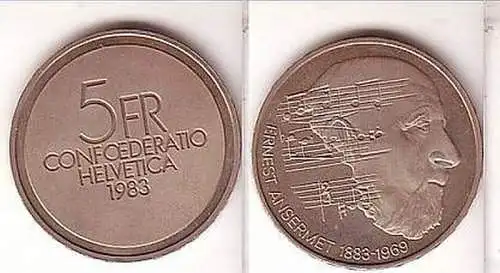 5 FR
CONFOEDERATIO
HELVETICA
1983
ERNEST ANSERMET 1883-1969